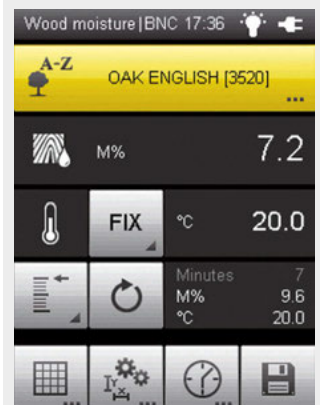 Wood moisture|BNC 17:36
A-Z
OAK ENGLISH [3520]
...
M% 7.2
FIX °C 20.0
Minutes 7
M% 9.6
°C 20.0